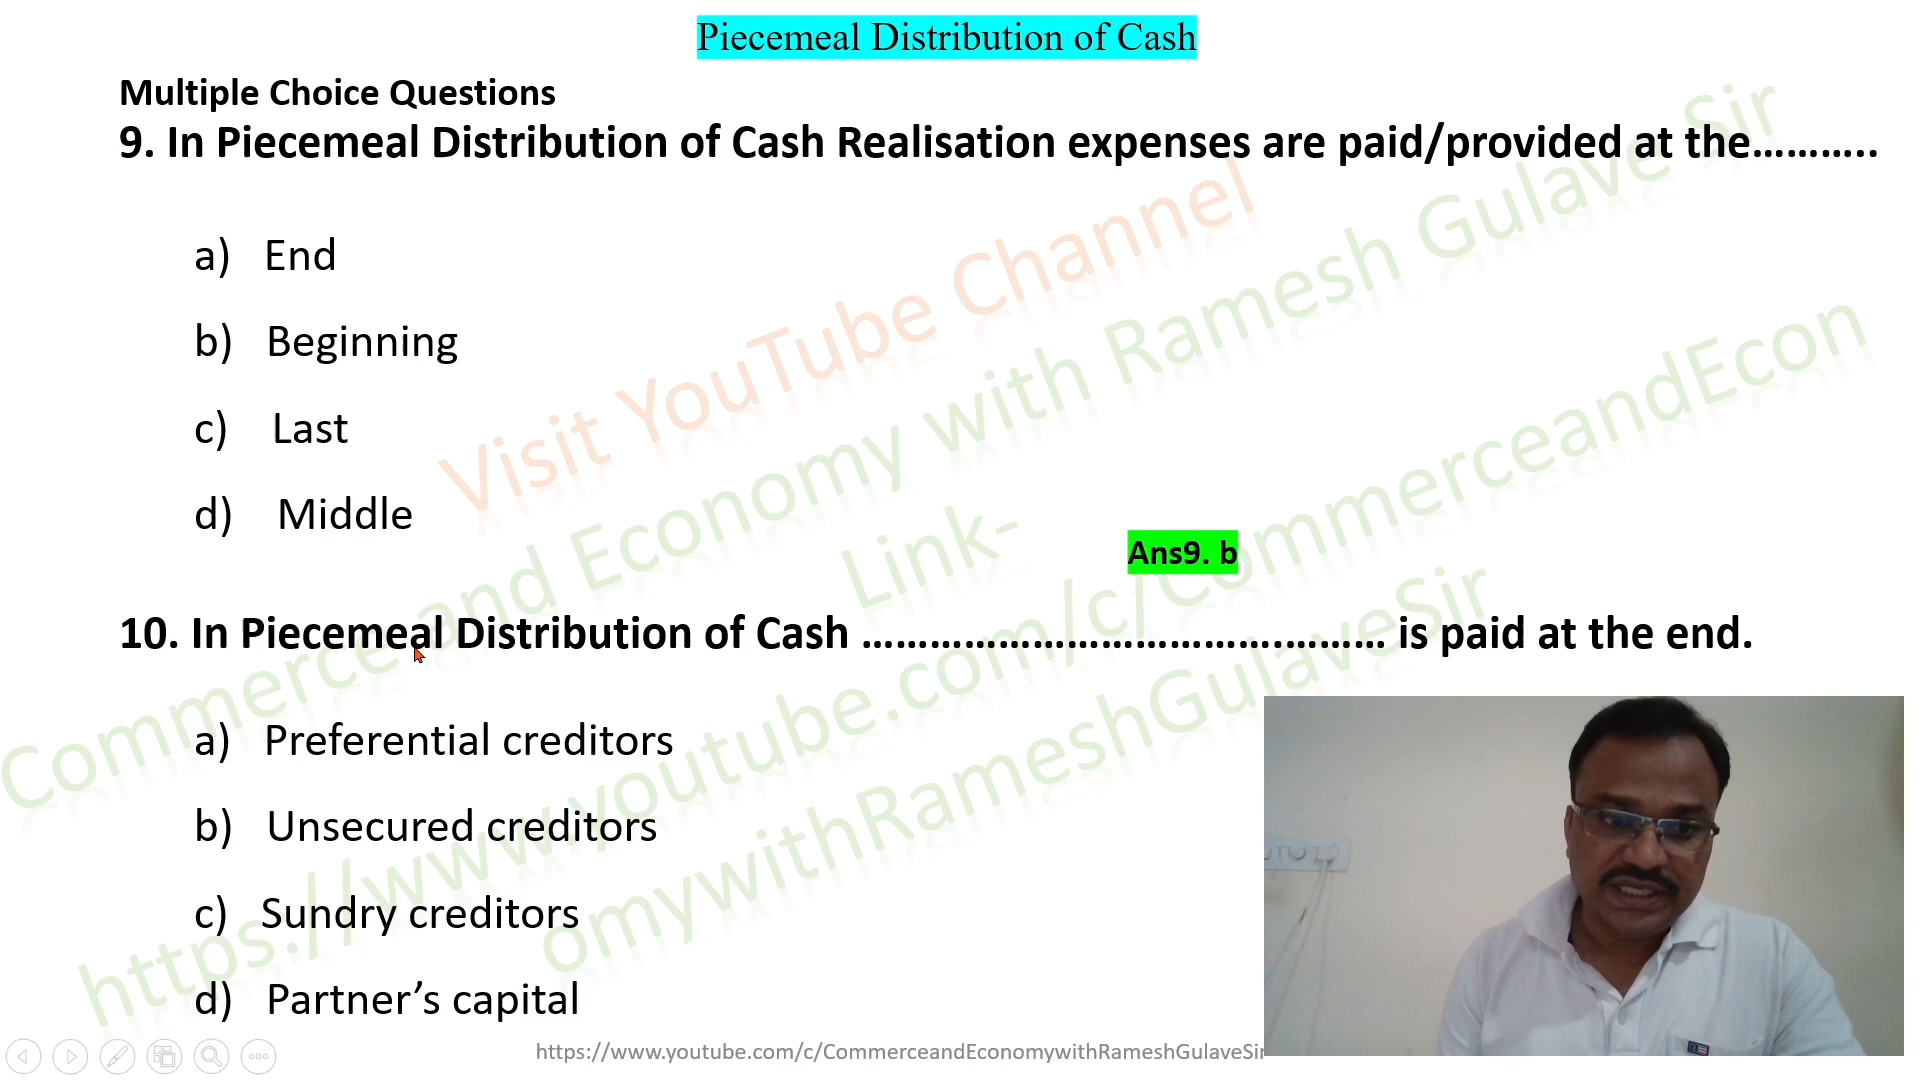 Piecemeal Distribution of Cash
Multiple Choice Questions
9. In Piecemeal Distribution of Cash Realisation expenses are paid/provided at the………..
a) End
b) Beginning
c) Last
d) Middle
Ans9. b
10. In Piecemeal Distribution of Cash ……………………………….……… is paid at the end.
a) Preferential creditors
b) Unsecured creditors
c) Sundry creditors
d) Partner’s capital
Visit YouTube Channel
Commerce and Economy with Ramesh Gulave Sir
Link-
https://www.youtube.com/c/CommerceandEcon
omywithRameshGulaveSir
https://www.youtube.com/c/CommerceandEconomywithRameshGulaveSir